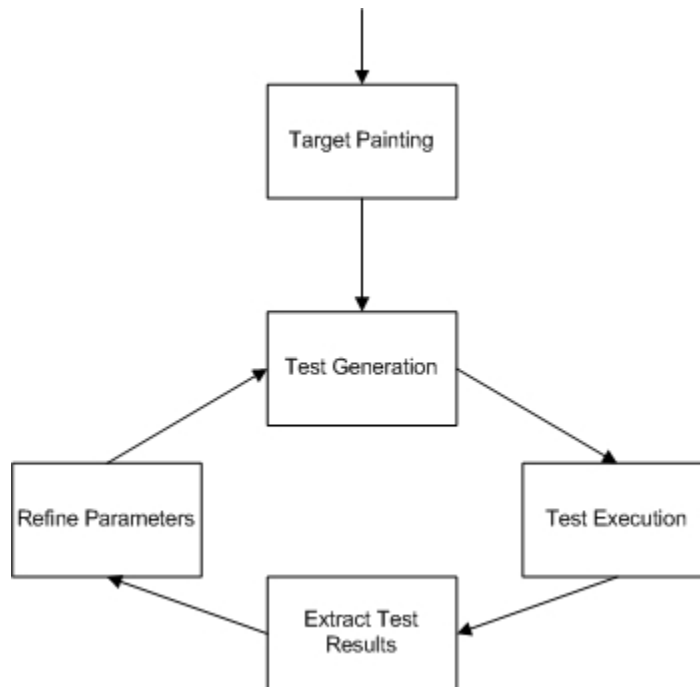 Target Painting
Test Generation
Refine Parameters
Test Execution
Extract Test
Results